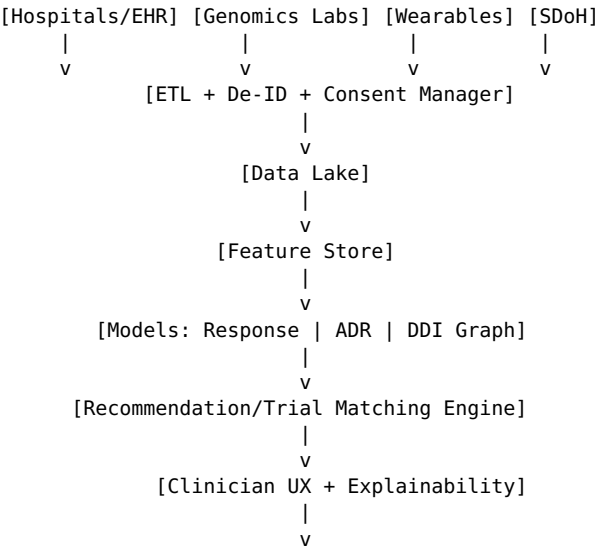 [Hospitals/EHR] [Genomics Labs] [Wearables] [SDoH]
| | | |
v v v v
[ETL + De-ID + Consent Manager]
|
v
[Data Lake]
|
v
[Feature Store]
|
v
[Models: Response | ADR | DDI Graph]
|
v
[Recommendation/Trial Matching Engine]
|
v
[Clinician UX + Explainability]
|
v